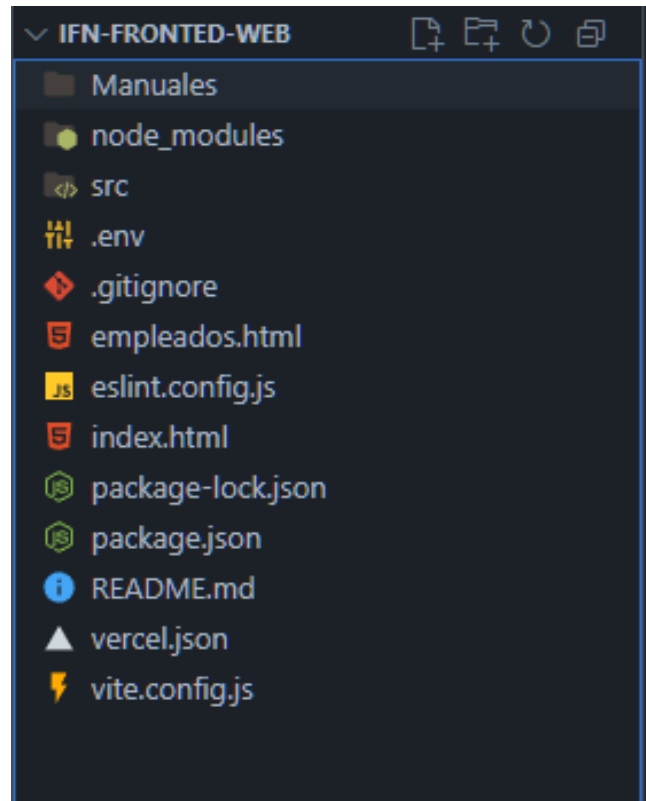 IFN-FRONTED-WEB
Manuales
node_modules
src
.env
.gitignore
empleados.html
JS eslint.config.js
index.html
package-lock.json
package.json
README.md
vercel.json
vite.config.js